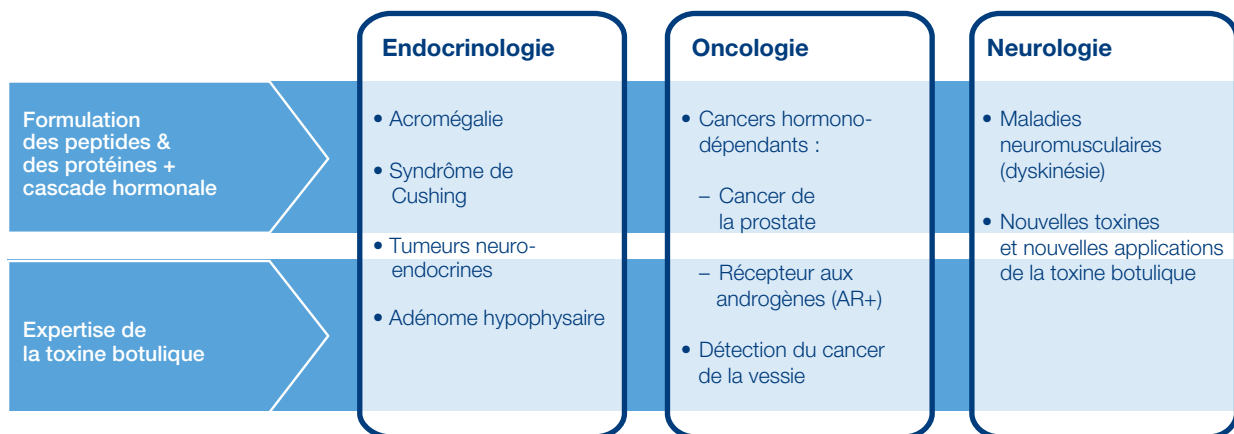 Endocrinologie
Oncologie
Neurologie
Formulation
des peptides &
des protéines +
cascade hormonale
• Acromégalie
• Syndrôme de
Cushing
• Tumeurs neuro-
endocrines
• Adénome hypophysaire
• Cancers hormono-
dépendants :
– Cancer de
la prostate
– Récepteur aux
androgènes (AR+)
• Détection du cancer
de la vessie
• Maladies
neuromusculaires
(dyskinésie)
• Nouvelles toxines
et nouvelles applications
de la toxine botulique
Expertise de
la toxine botulique